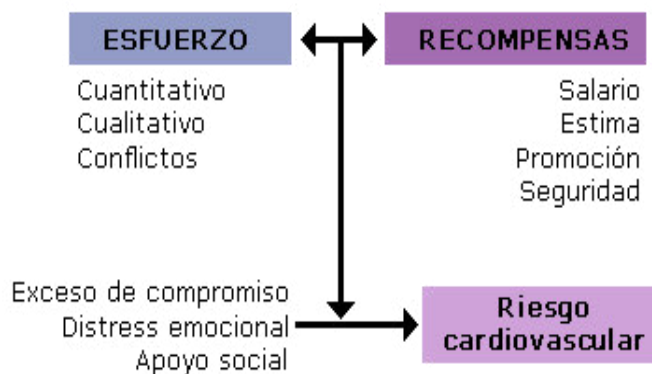 ESFUERZO
RECOMPENSAS
Cuantitativo
Cualitativo
Conflictos
Salario
Estima
Promoción
Seguridad
Exceso de compromiso
Distress emocional
Apoyo social
Riesgo
cardiovascular